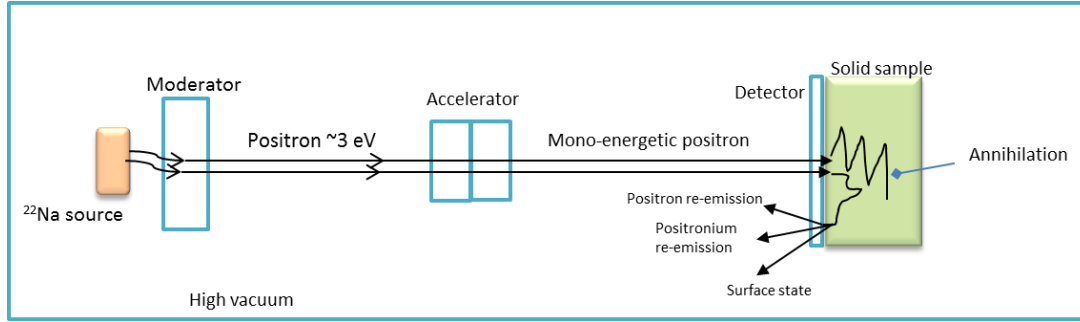 Solid sample
Moderator
Detector
Accelerator
Positron ~3 eV
Mono-energetic positron
Annihilation
²²Na source
Positron re-emission
Positronium
re-emission
Surface state
High vacuum